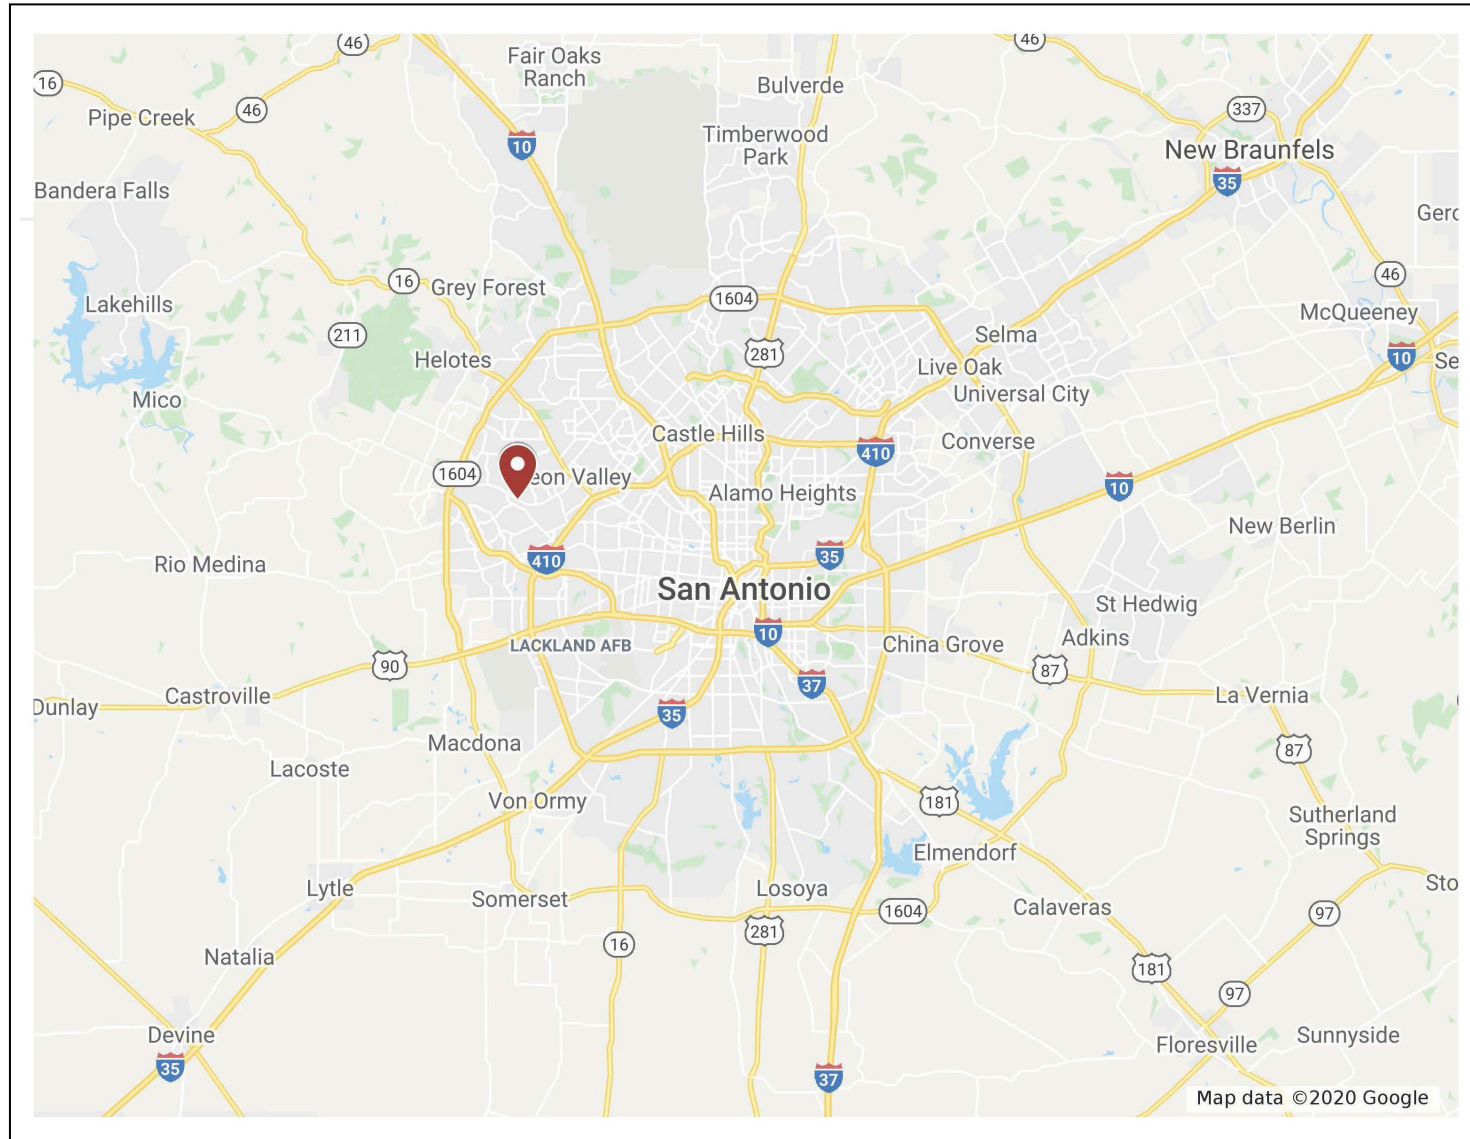 46
46
Fair Oaks
Ranch
16
Bulverde
46
337
Pipe Creek
10
Timberwood
Park
New Braunfels
35
Bandera Falls
16
Grey Forest
1604
46
Lakehills
211
McQueeney
Selma
281
10
Helotes
Live Oak
Universal City
Mico
Castle Hills
410
Converse
1604
eon Valley
Alamo Heights
10
New Berlin
Rio Medina
410
35
San Antonio
St Hedwig
10
Adkins
LACKLAND AFB
China Grove
90
87
37
Castroville
La Vernia
Dunlay
35
Macdona
87
Lacoste
Von Ormy
181
Sutherland
Springs
Elmendorf
Lytle
Losoya
Sto
Somerset
1604
Calaveras
97
281
16
Natalia
181
97
Devine
Floresville
Sunnyside
35
37
Map data ©2020 Google